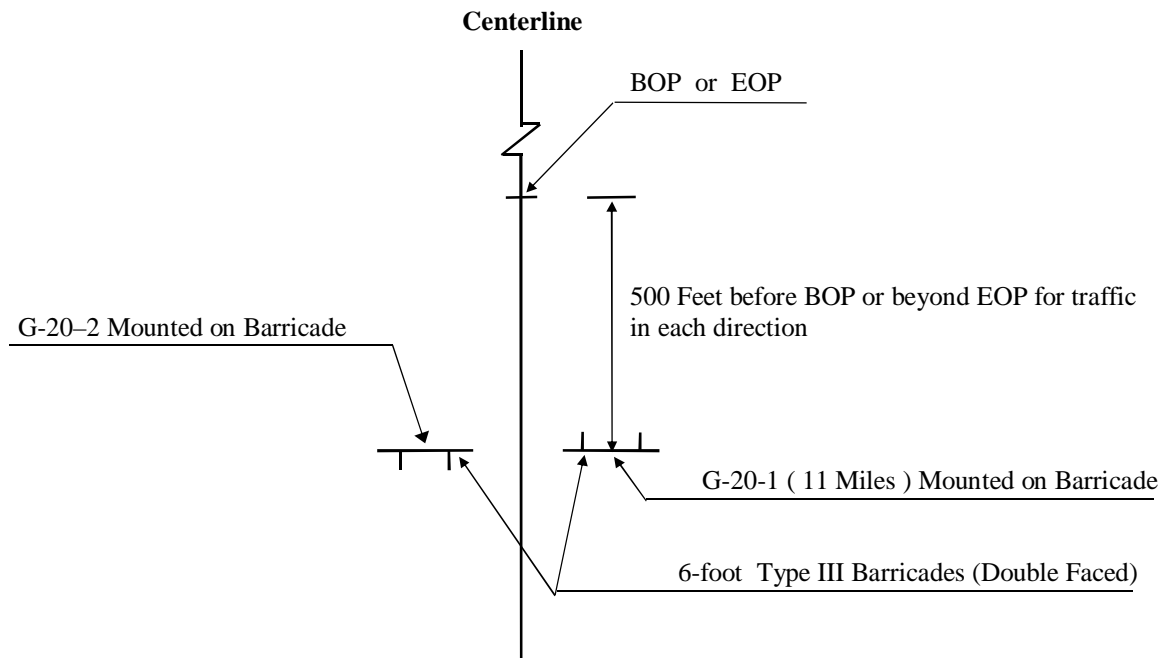 Centerline
BOP or EOP
500 Feet before BOP or beyond EOP for traffic
in each direction
G-20–2 Mounted on Barricade
G-20-1 ( 11 Miles ) Mounted on Barricade
6-foot Type III Barricades (Double Faced)